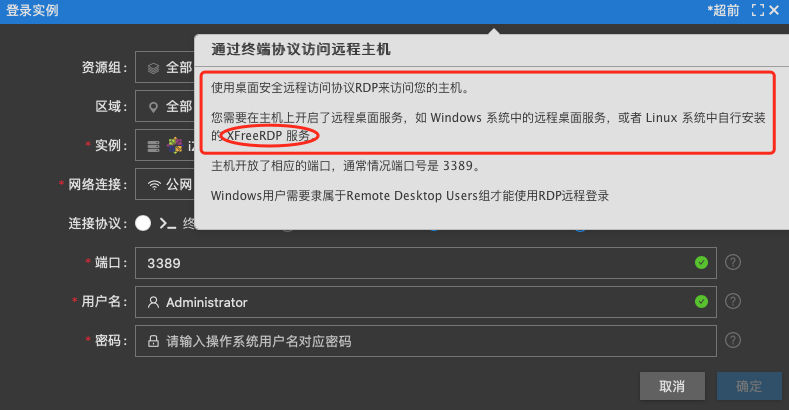 登录实例
*超前
通过终端协议访问远程主机
资源组:
全部
使用桌面安全远程访问协议RDP来访问您的主机。
区域:
全部
您需要在主机上开启了远程桌面服务，如 Windows 系统中的远程桌面服务，或者 Linux 系统中自行安装
的 XFreeRDP 服务
* 实例:
主机开放了相应的端口，通常情况端口号是 3389。
* 网络连接:
公网
Windows用户需要隶属于Remote Desktop Users组才能使用RDP远程登录
连接协议:
终
* 端口:
3389
* 用户名:
Administrator
* 密码:
请输入操作系统用户名对应密码
取消
确定